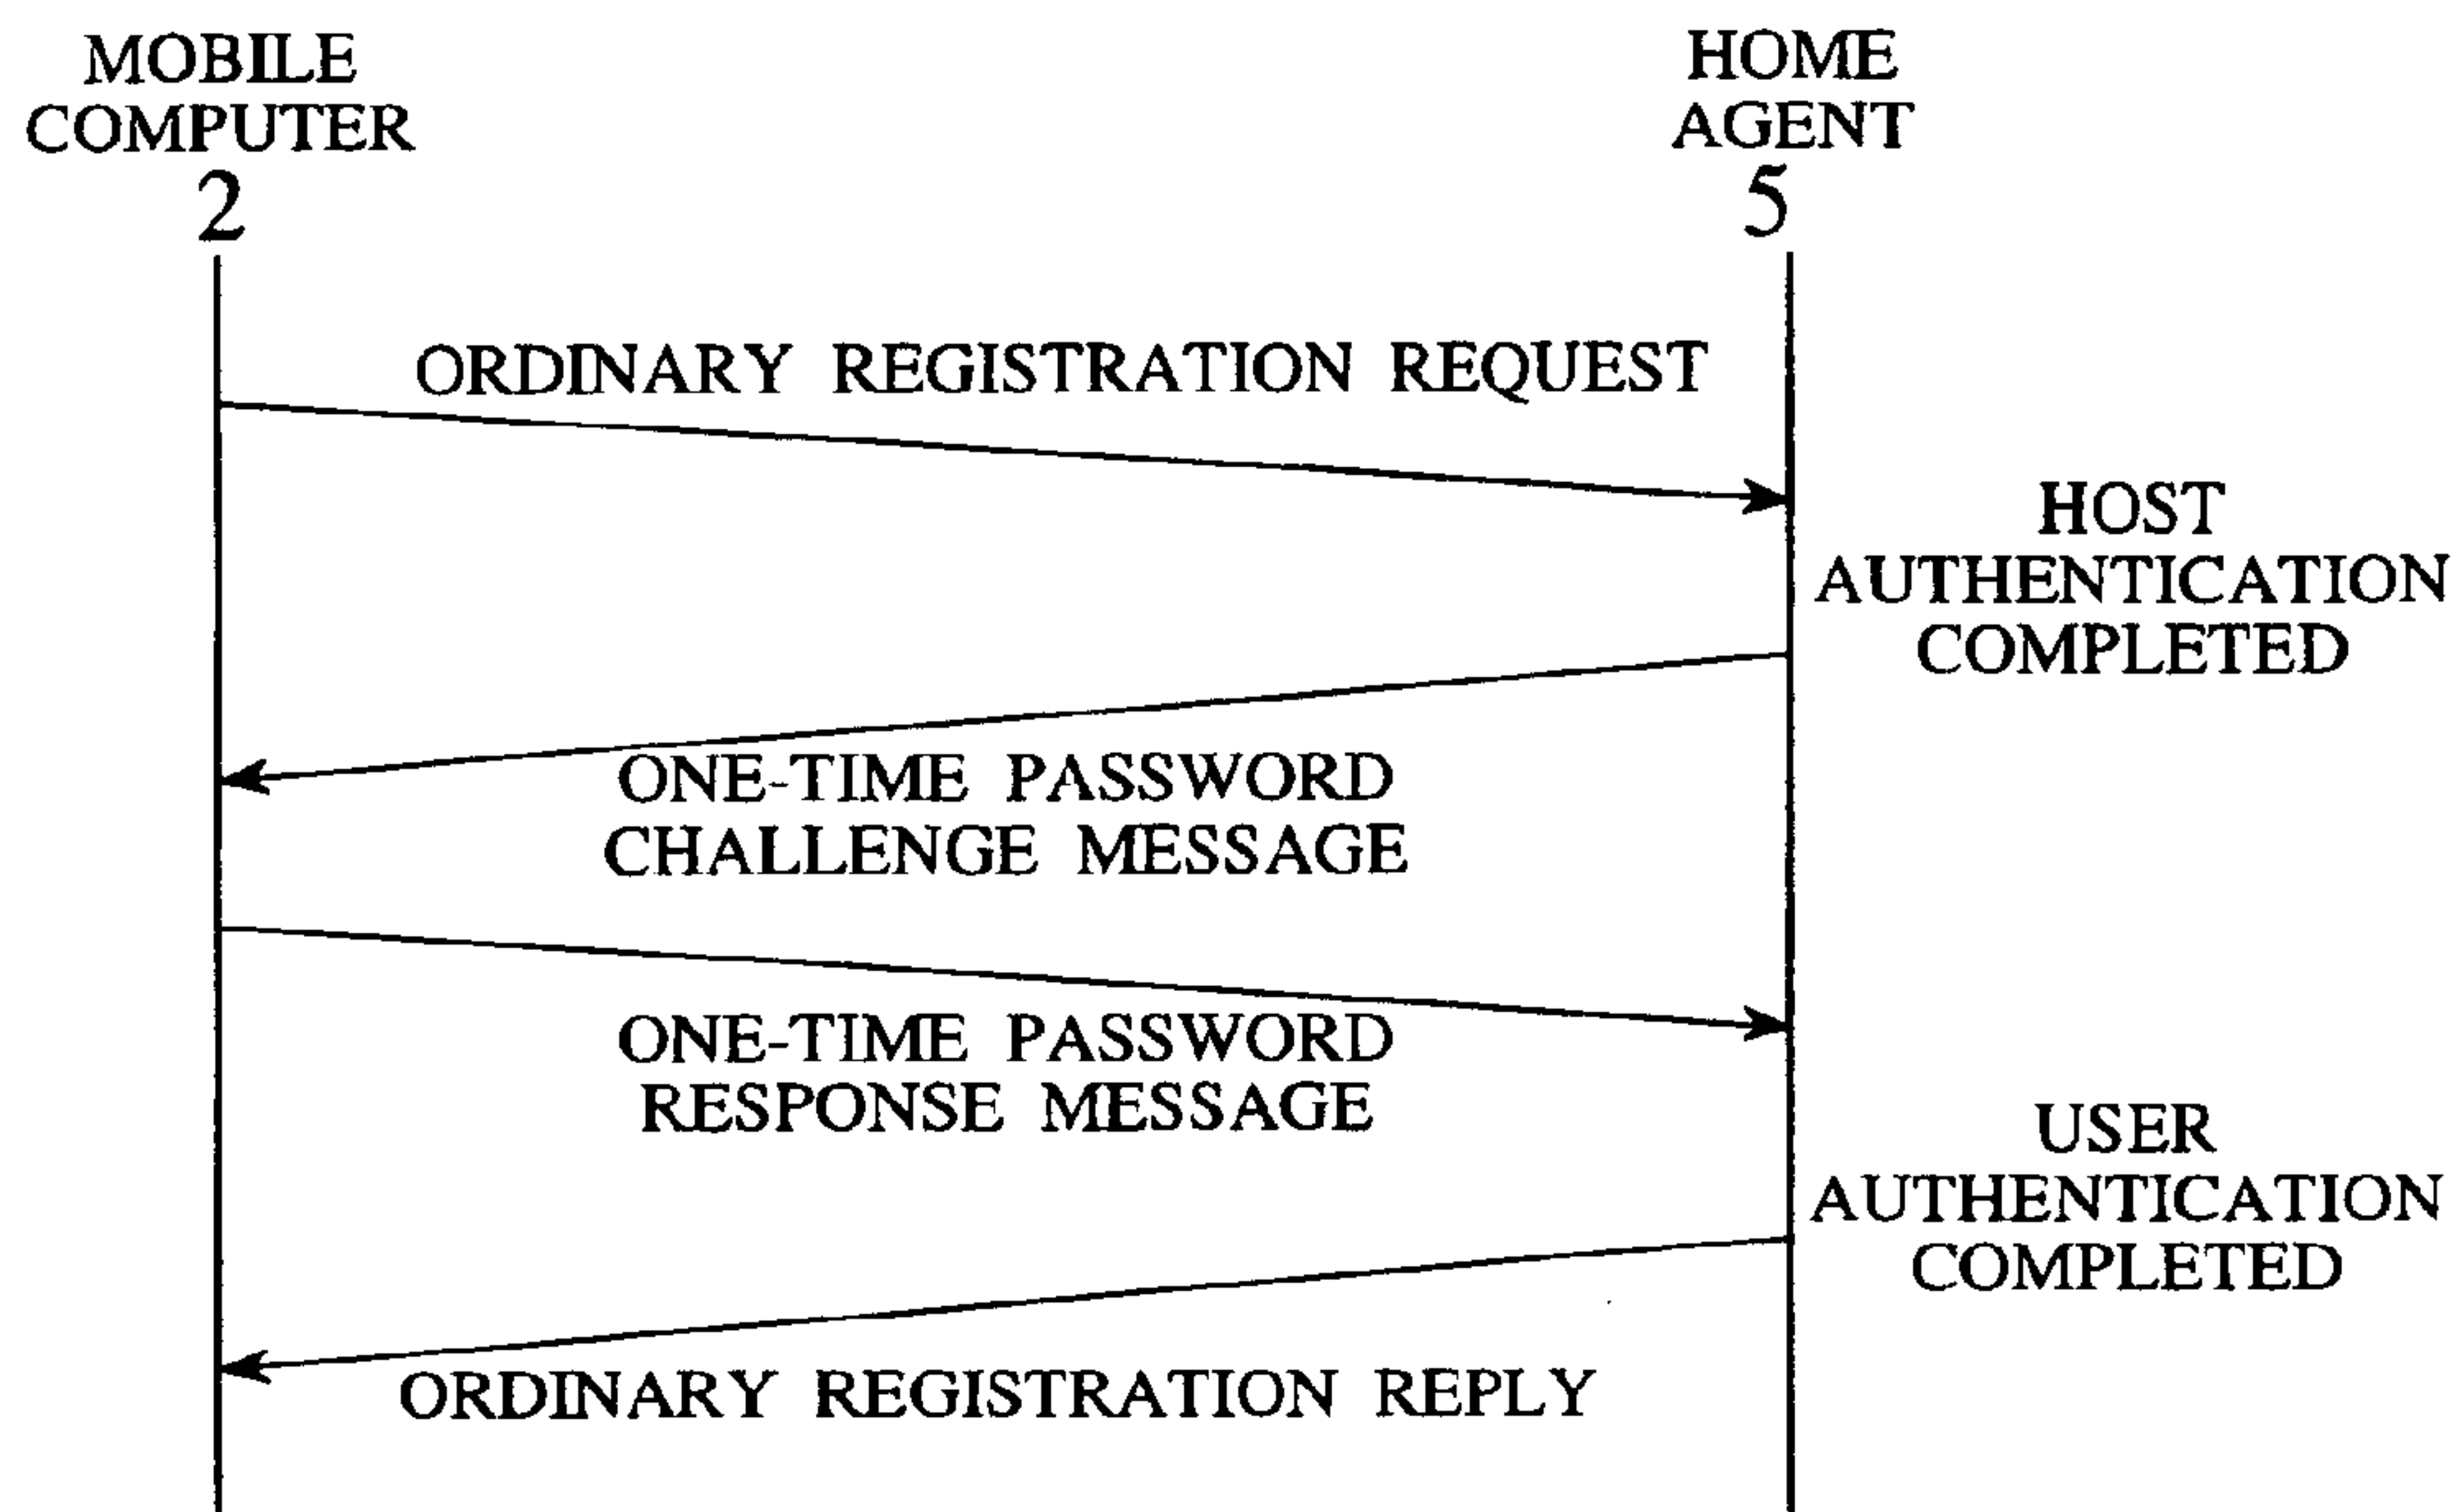 MOBILE
COMPUTER
2
HOME
AGENT
5
ORDINARY REGISTRATION REQUEST
HOST
AUTHENTICATION
COMPLETED
ONE-TIME PASSWORD
CHALLENGE MESSAGE
ONE-TIME PASSWORD
RESPONSE MESSAGE
USER
AUTHENTICATION
COMPLETED
ORDINARY REGISTRATION REPLY